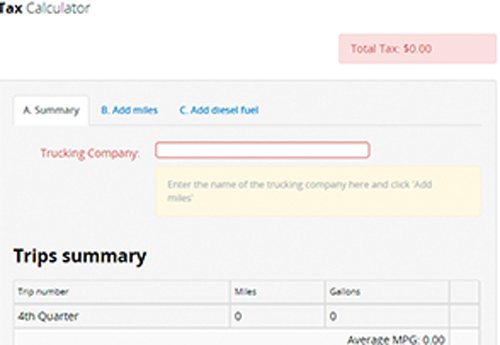 Tax Calculator
Total Tax: $0.00
A. Summary B. Add miles C. Add diesel fuel
Trucking Company:
Enter the name of the trucking company here and click 'Add
miles'
Trips summary
Trip number Miles Gallons
4th Quarter 0 0
Average MPG: 0.00